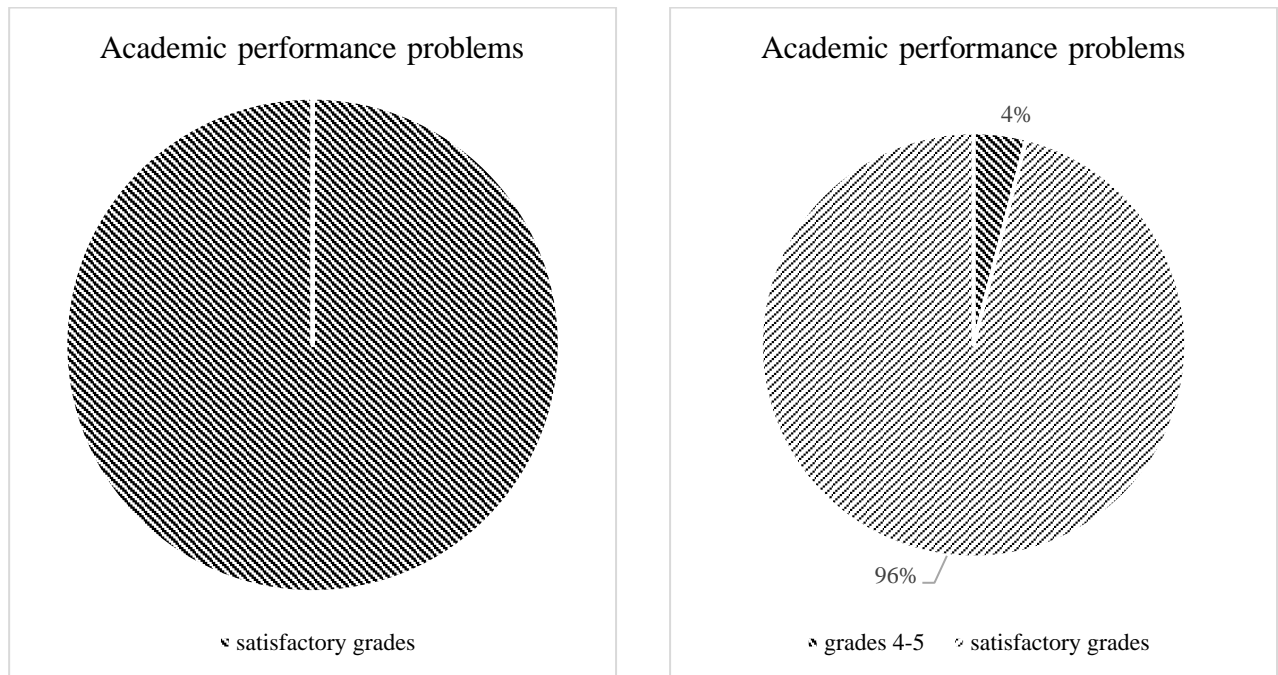 Academic performance problems
satisfactory grades
Academic performance problems
4%
96%
grades 4-5 satisfactory grades